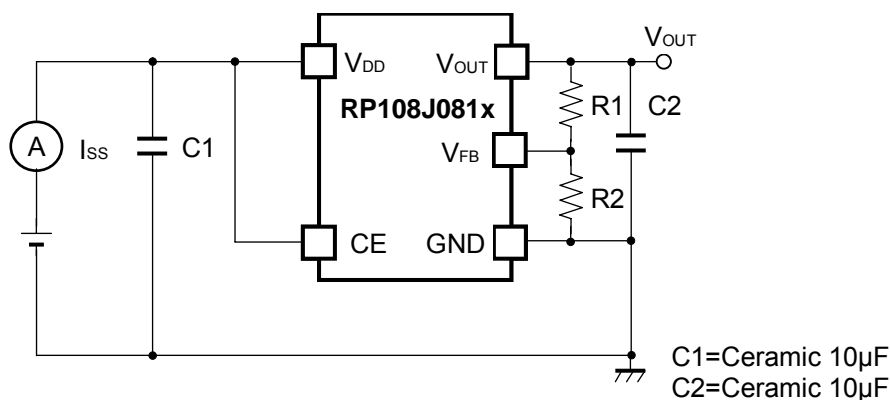 VOUT
VDD
VOUT
RP108J081x
R1
C2
A
ISS
C1
VFB
R2
CE
GND
C1=Ceramic 10μF
C2=Ceramic 10μF